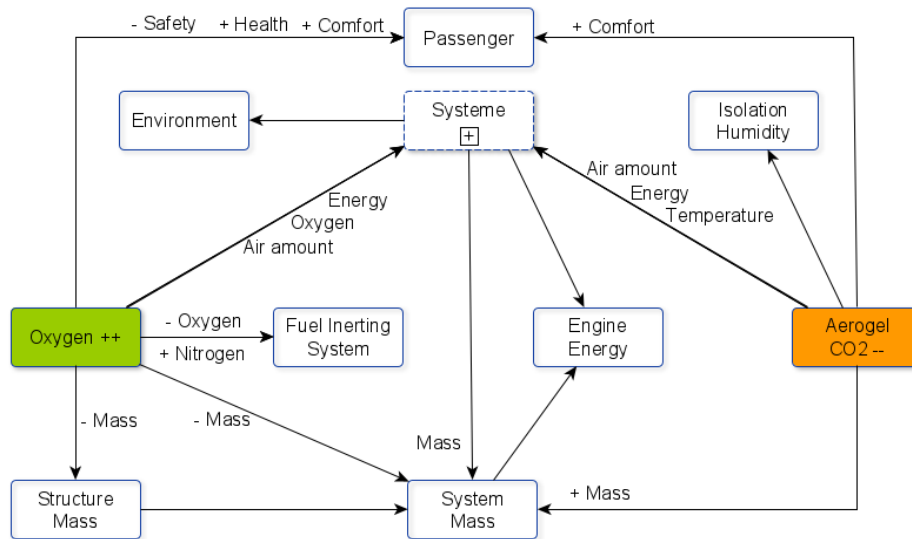 - Safety + Health + Comfort
Passenger
+ Comfort
Environment
Systeme
+
Isolation
Humidity
Air amount
Energy
Temperature
Energy
Oxygen
Air amount
Oxygen ++
- Oxygen
+ Nitrogen
Fuel Inerting
System
Engine
Energy
Aerogel
CO2 --
- Mass
- Mass
Mass
Structure
Mass
System
Mass
+ Mass